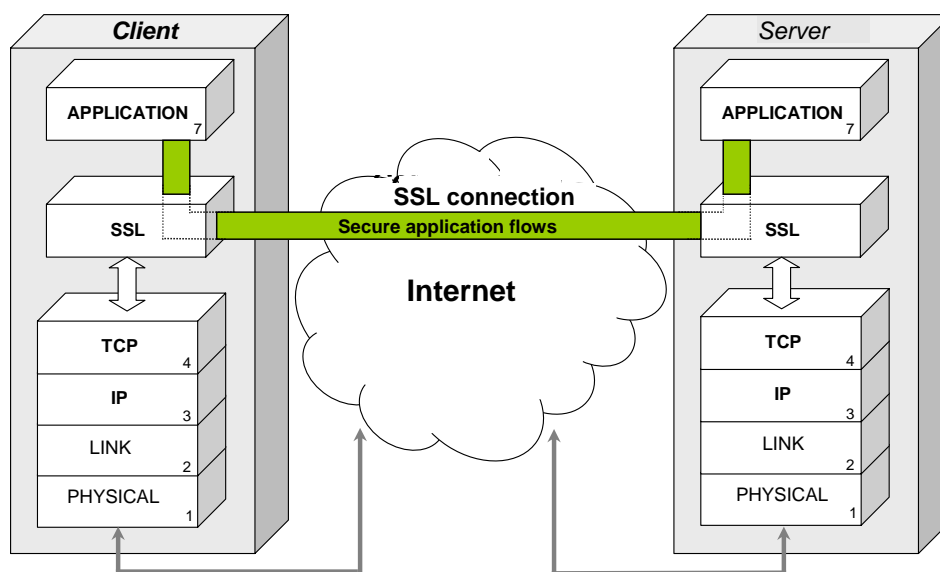 Client
APPLICATION
7
SSL
TCP
4
IP
3
LINK
2
PHYSICAL
1
SSL connection
Secure application flows
Internet
Server
APPLICATION
7
SSL
TCP
4
IP
3
LINK
2
PHYSICAL
1